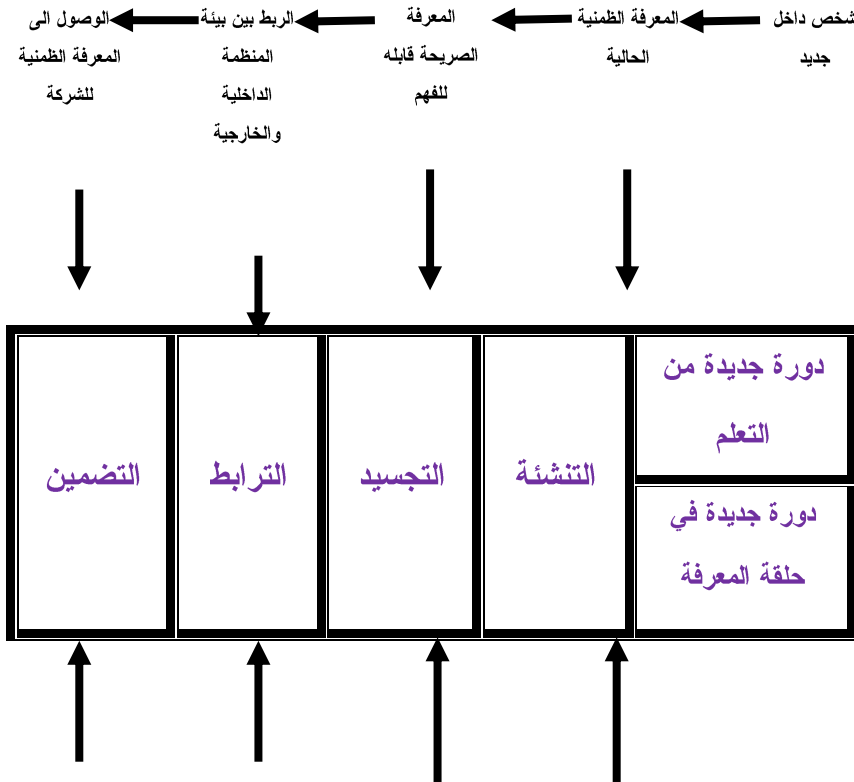 شخص داخل
جديد
المعرفة الظمنية
الحالية
المعرفة
الصريحة قابله
للفهم
الربط بين بيئة
المنظمة
الداخلية
والخارجية
الوصول الى
المعرفة الظمنية
للشركة
دورة جديدة من
التعلم
دورة جديدة في
حلقة المعرفة
التنشئة
التجسيد
الترابط
التضمين